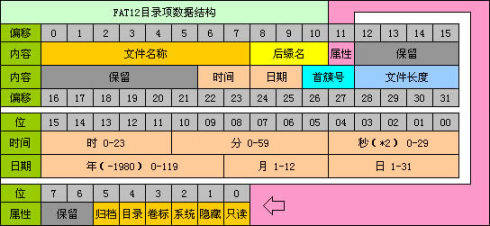 FAT12目录项数据结构
偏移 0 1 2 3 4 5 6 7 8 9 10 11 12 13 14 15
内容 文件名称 后缀名 属性 保留
内容 保留 时间 日期 首簇号 文件长度
偏移 16 17 18 19 20 21 22 23 24 25 26 27 28 29 30 31
位 15 14 13 12 11 10 09 08 07 06 05 04 03 02 01 00
时间 时 0-23 分 0-59 秒(*2) 0-29
日期 年(-1980) 0-119 月 1-12 日 1-31
位 7 6 5 4 3 2 1 0
属性 保留 归档 目录 卷标 系统 隐藏 只读